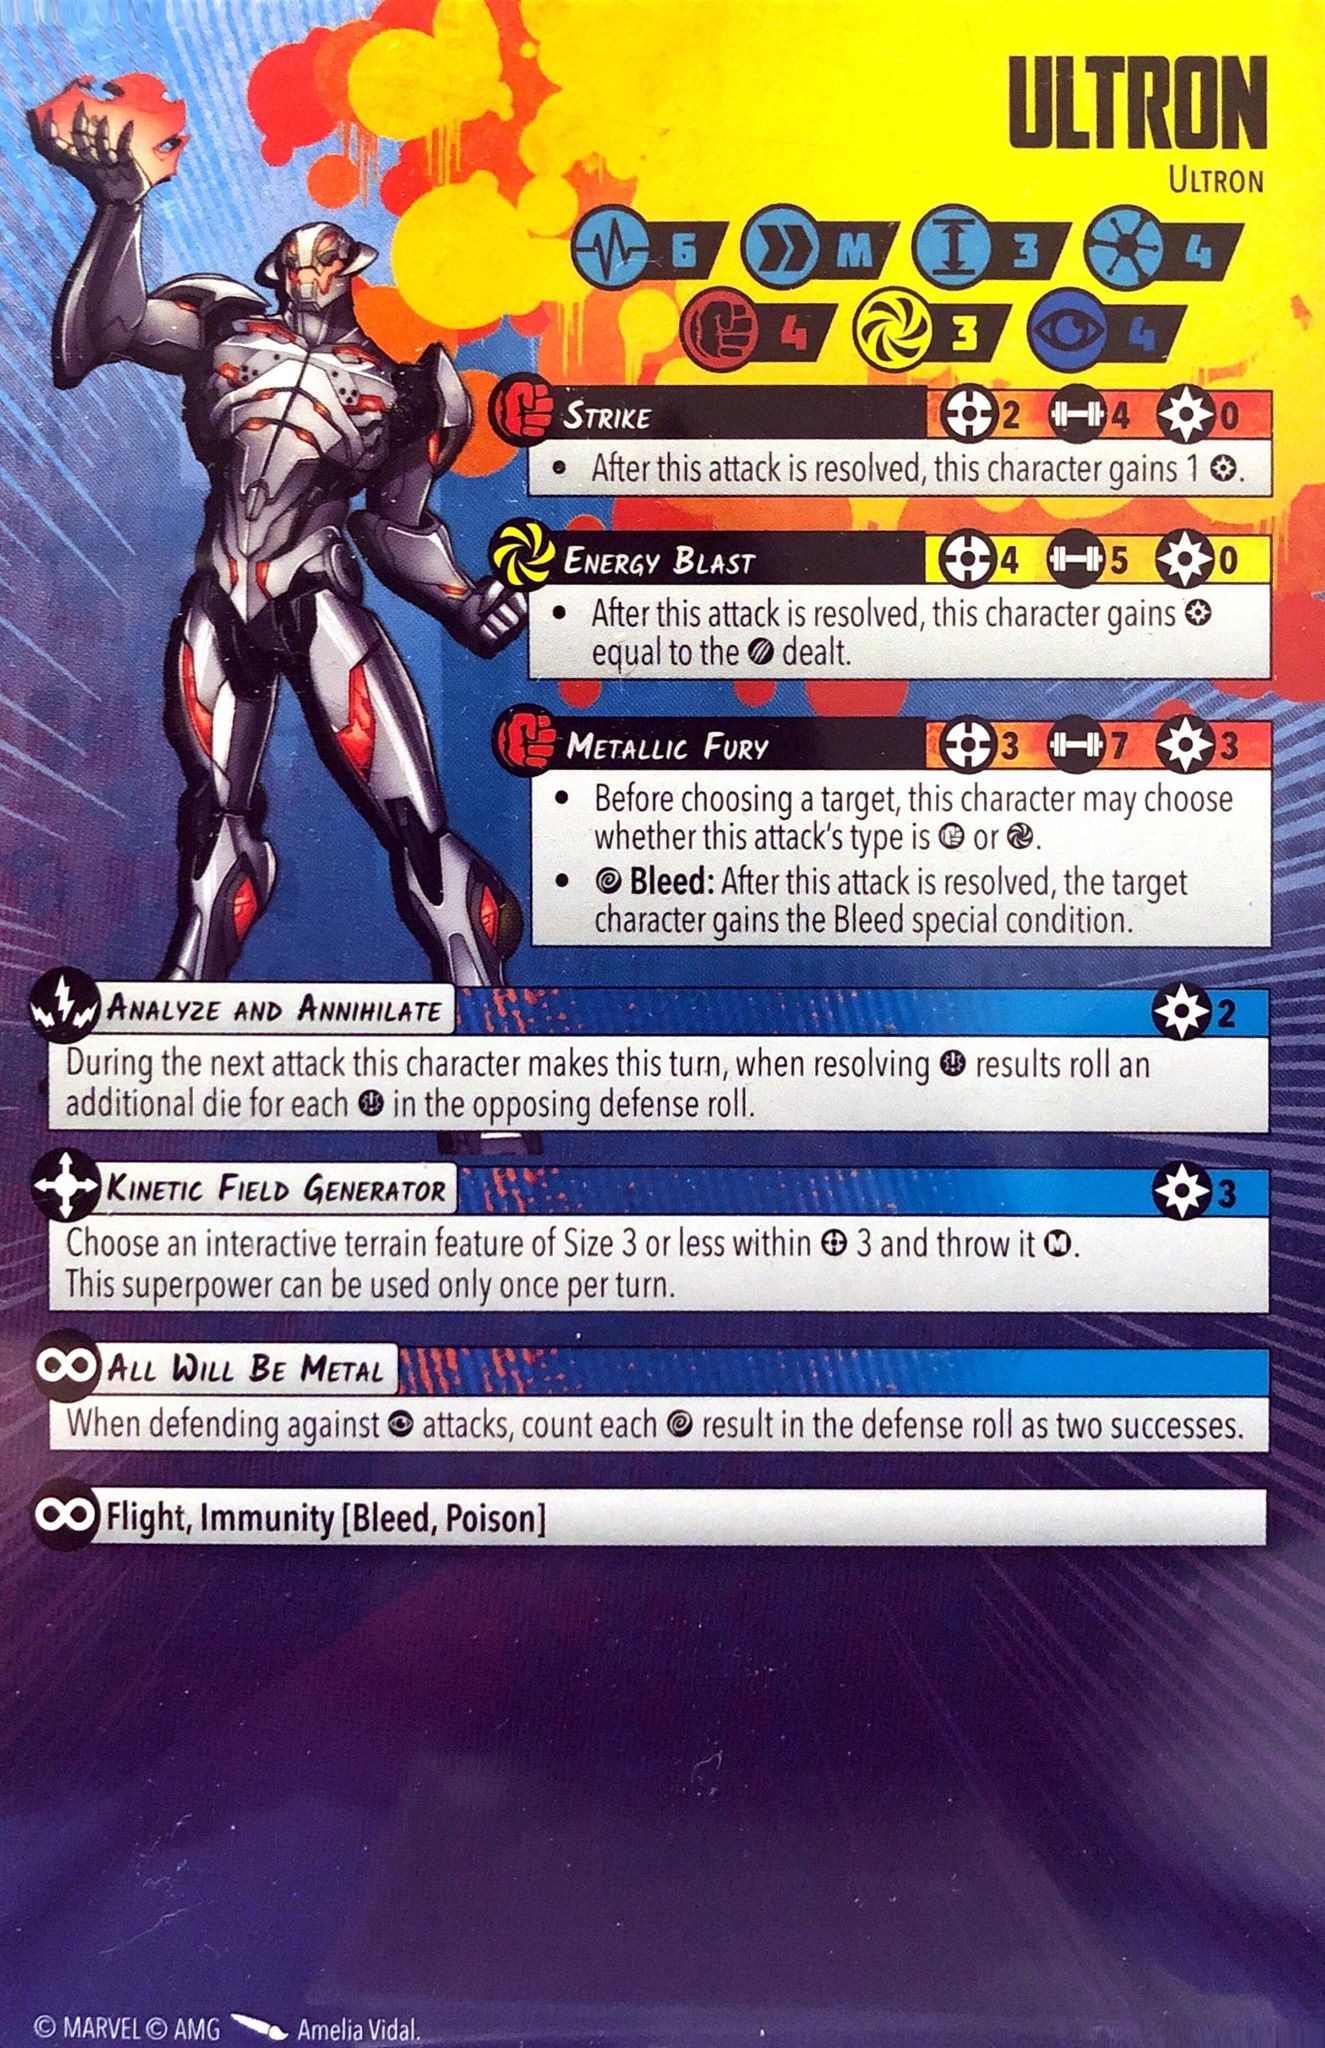 ULTRON
ULTRON
6 M 3 4
4 3 4
STRIKE 2 4 0
• After this attack is resolved, this character gains 1 .
ENERGY BLAST 4 5 0
• After this attack is resolved, this character gains
equal to the dealt.
METALLIC FURY 3 7 3
• Before choosing a target, this character may choose
whether this attack's type is or .
• Bleed: After this attack is resolved, the target
character gains the Bleed special condition.
ANALYZE AND ANNIHILATE 2
During the next attack this character makes this turn, when resolving results roll an
additional die for each in the opposing defense roll.
KINETIC FIELD GENERATOR 3
Choose an interactive terrain feature of Size 3 or less within 3 and throw it M.
This superpower can be used only once per turn.
ALL WILL BE METAL
When defending against attacks, count each result in the defense roll as two successes.
Flight, Immunity [Bleed, Poison]
© MARVEL © AMG Amelia Vidal.